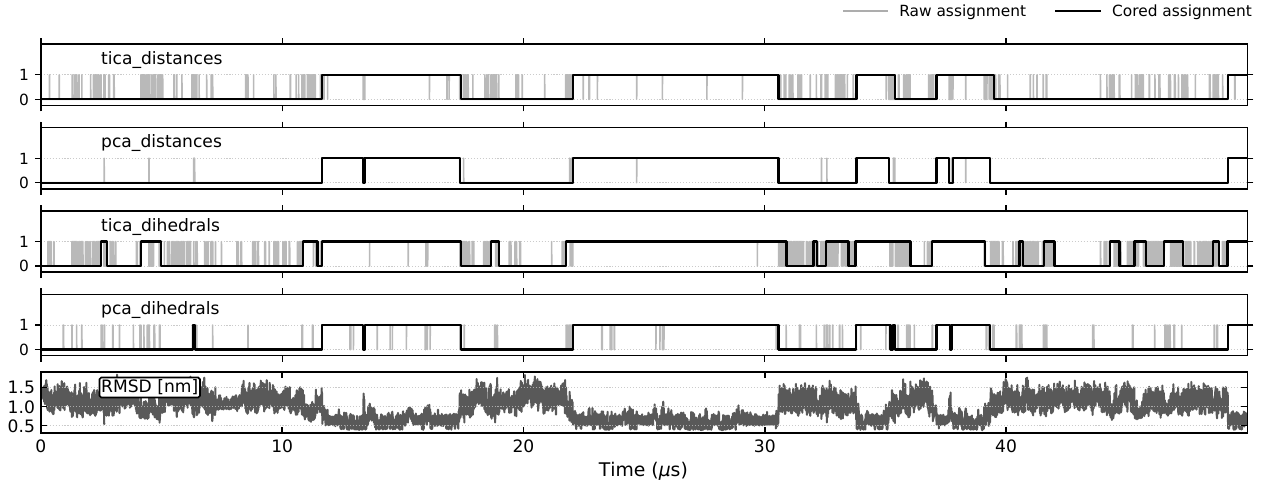 Raw assignment Cored assignment
tica_distances
1
0
pca_distances
1
0
tica_dihedrals
1
0
pca_dihedrals
1
0
RMSD [nm]
1.5
1.0
0.5
0 10 20 30 40
Time (μs)